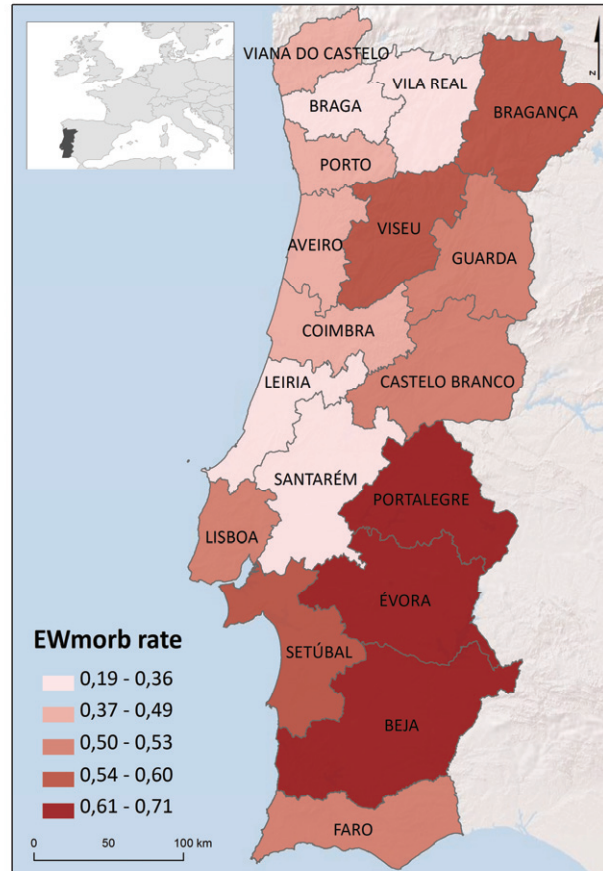 VIANA DO CASTELO
VILA REAL
BRAGA
BRAGANÇA
N
PORTO
VISEU
AVEIRO
GUARDA
COIMBRA
LEIRIA
CASTELO BRANCO
SANTARÉM
PORTALEGRE
LISBOA
ÉVORA
SETÚBAL
BEJA
FARO
EWmorb rate
0,19 - 0,36
0,37 - 0,49
0,50 - 0,53
0,54 - 0,60
0,61 - 0,71
0 50 100 km